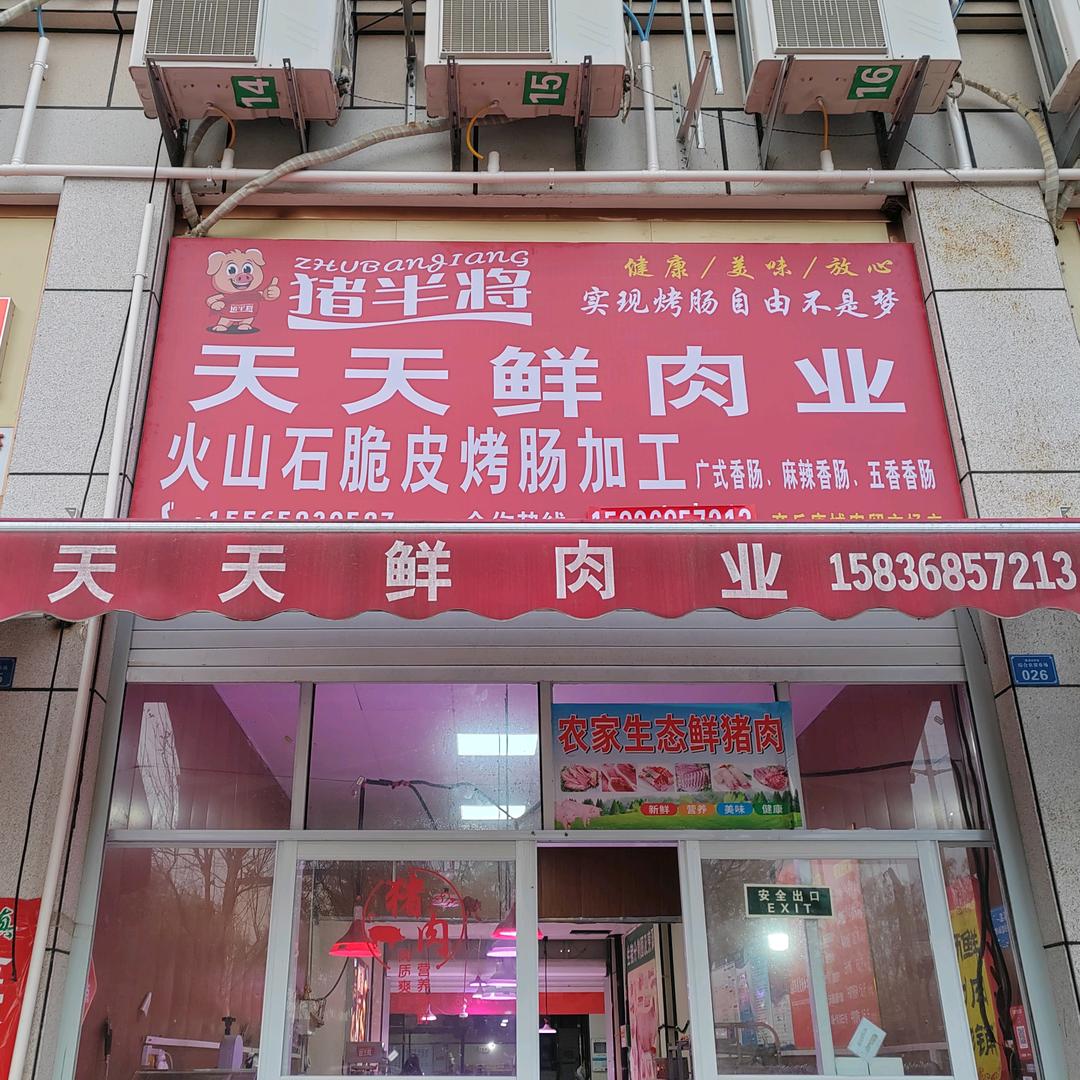 14
15
16
ZHUBANJIANG
猪半将
健康/美味/放心
实现烤肠自由不是梦
天天鲜肉业
火山石脆皮烤肠加工
广式香肠、麻辣香肠、五香香肠
天天鲜肉业 15836857213
026
农家生态鲜猪肉
新鲜 营养 美味 健康
安全出口
EXIT
猪肉
营养